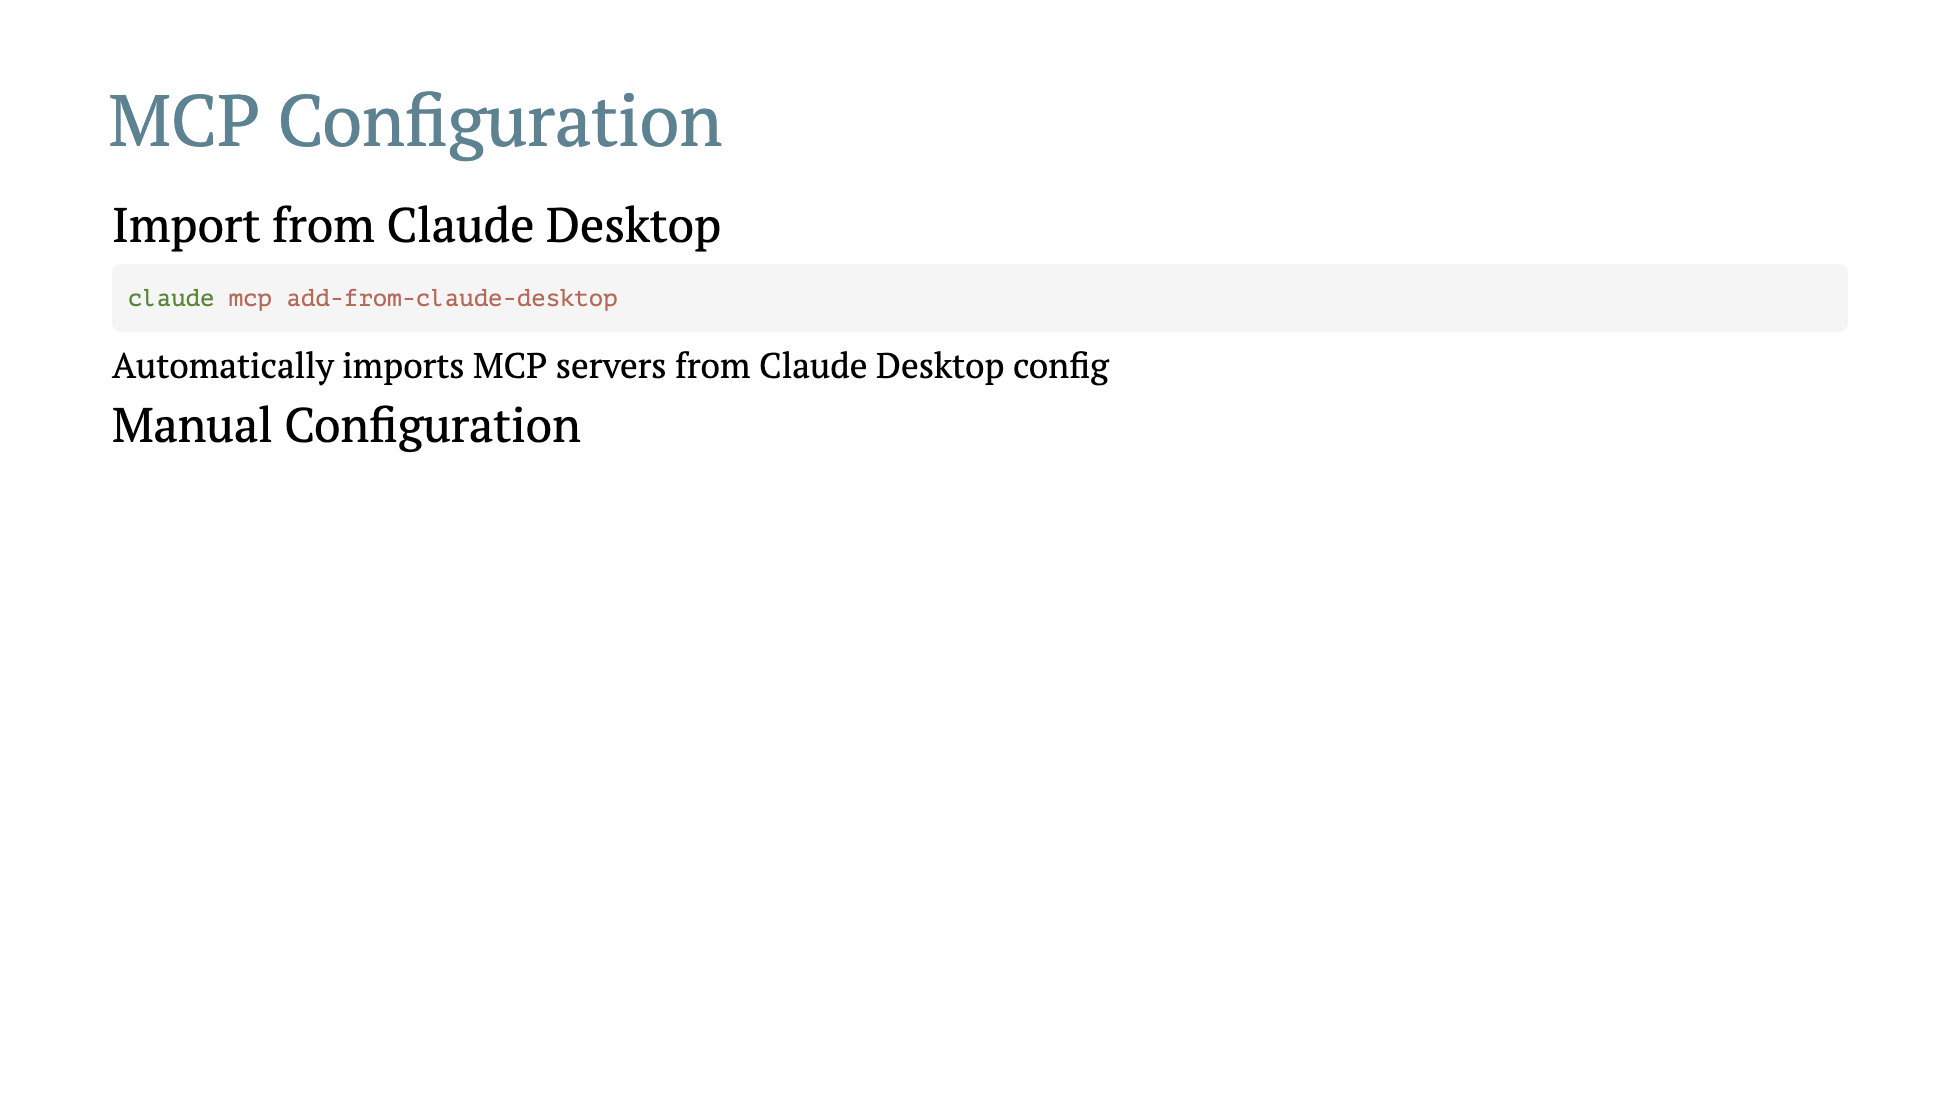 MCP Configuration
Import from Claude Desktop
claude mcp add-from-claude-desktop
Automatically imports MCP servers from Claude Desktop config
Manual Configuration